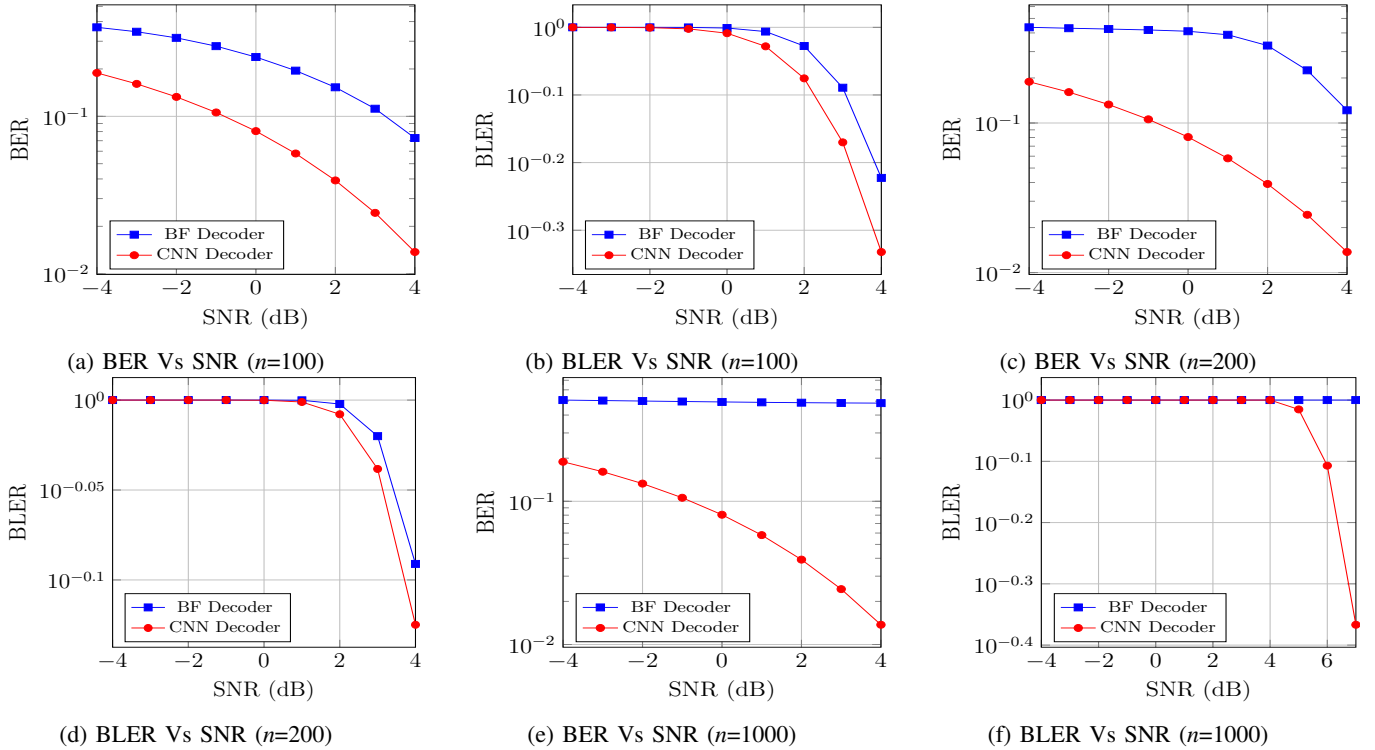 10^{-1}
10^{-2}
BER
BF Decoder
CNN Decoder
−4 −2 0 2 4
SNR (dB)
(a) BER Vs SNR (n=100)
10^{0}
10^{-0.1}
10^{-0.2}
10^{-0.3}
BLER
BF Decoder
CNN Decoder
−4 −2 0 2 4
SNR (dB)
(b) BLER Vs SNR (n=100)
10^{-1}
10^{-2}
BER
BF Decoder
CNN Decoder
−4 −2 0 2 4
SNR (dB)
(c) BER Vs SNR (n=200)
10^{0}
10^{-0.05}
10^{-0.1}
BLER
BF Decoder
CNN Decoder
−4 −2 0 2 4
SNR (dB)
(d) BLER Vs SNR (n=200)
10^{-1}
10^{-2}
BER
BF Decoder
CNN Decoder
−4 −2 0 2 4
SNR (dB)
(e) BER Vs SNR (n=1000)
10^{0}
10^{-0.1}
10^{-0.2}
10^{-0.3}
10^{-0.4}
BLER
BF Decoder
CNN Decoder
−4 −2 0 2 4 6
SNR (dB)
(f) BLER Vs SNR (n=1000)